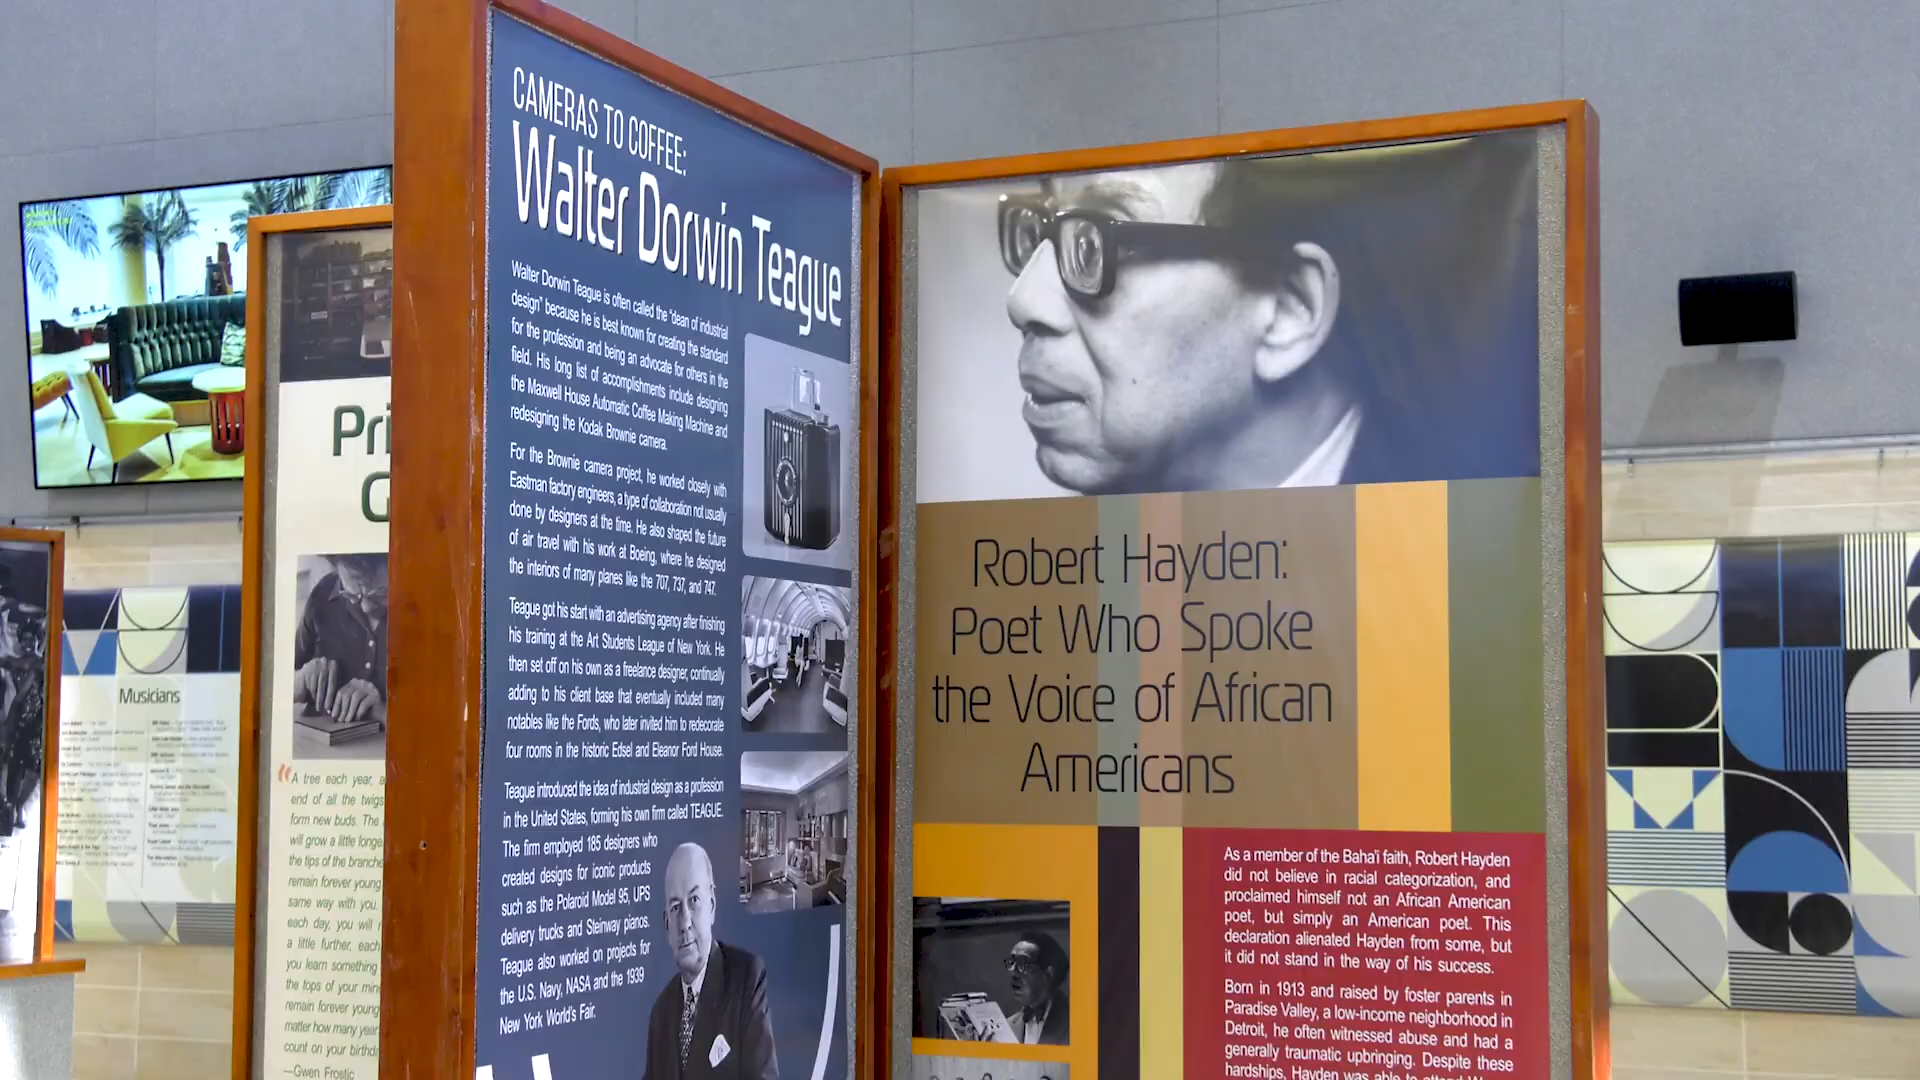 CAMERAS TO COFFEE:
Walter Dorwin Teague
Walter Dorwin Teague is often called the "dean of industrial
design" because he is best known for creating the standard
for the profession and being an advocate for others in the
field. His long list of accomplishments include designing
the Maxwell House Automatic Coffee Making Machine and
redesigning the Kodak Brownie camera.
For the Brownie camera project, he worked closely with
Eastman factory engineers, a type of collaboration not usually
done by designers at the time. He also shaped the future
of air travel with his work at Boeing, where he designed
the interiors of many planes like the 707, 737, and 747.
Teague got his start with an advertising agency after finishing
his training at the Art Students League of New York. He
then set off on his own as a freelance designer, continually
adding to his client base that eventually included many
notables like the Fords, who later invited him to redecorate
four rooms in the historic Edsel and Eleanor Ford House.
Teague introduced the idea of industrial design as a profession
in the United States, forming his own firm called TEAGUE.
The firm employed 185 designers who
created designs for iconic products
such as the Polaroid Model 95, UPS
delivery trucks and Steinway pianos.
Teague also worked on projects for
the U.S. Navy, NASA and the 1939
New York World's Fair.
Robert Hayden:
Poet Who Spoke
the Voice of African
Americans
As a member of the Baha'i faith, Robert Hayden
did not believe in racial categorization, and
proclaimed himself not an African American
poet, but simply an American poet. This
declaration alienated Hayden from some, but
it did not stand in the way of his success.
Born in 1913 and raised by foster parents in
Paradise Valley, a low-income neighborhood in
Detroit, he often witnessed abuse and had a
generally traumatic upbringing. Despite these
hardships, Hayden was able to attend
Pri
G
"A tree each year, a
end of all the twigs
form new buds. The
will grow a little longe
the tips of the branche
remain forever young
same way with you.
each day, you will
a little further, each
you learn something
the tops of your mind
remain forever young
matter how many year
count on your birthda
—Gwen Frostic
Musicians